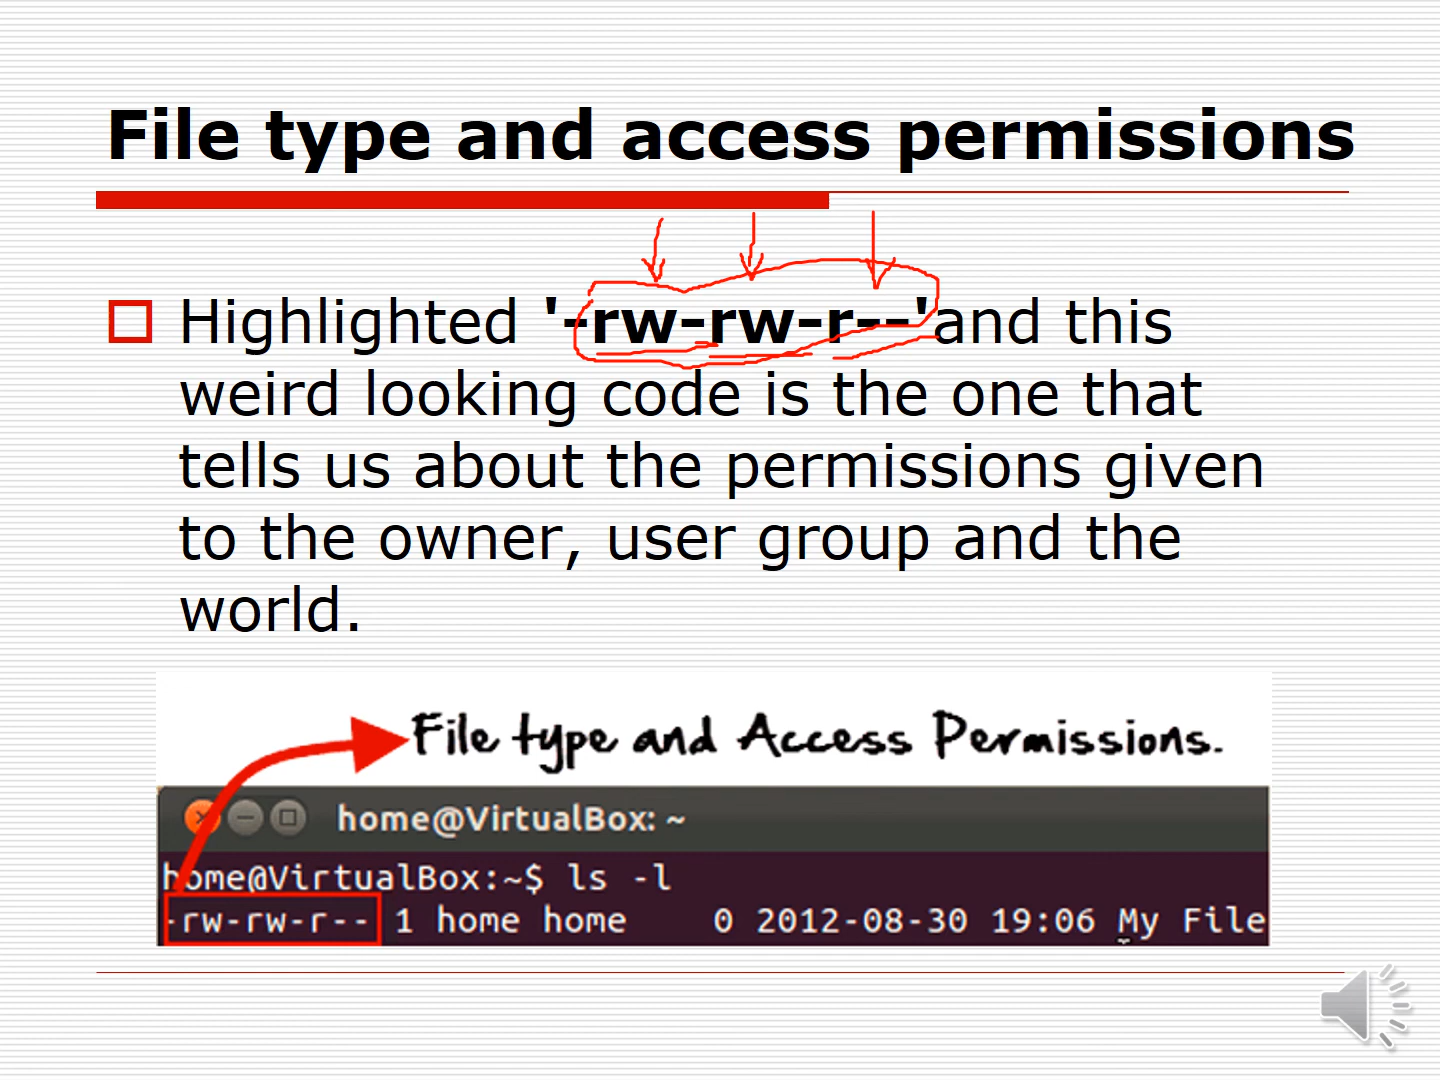 File type and access permissions
Highlighted '-rw-rw-r--'and this
weird looking code is the one that
tells us about the permissions given
to the owner, user group and the
world.
File type and Access Permissions.
home@VirtualBox: ~
home@VirtualBox:~$ ls -l
-rw-rw-r-- 1 home home 0 2012-08-30 19:06 My File